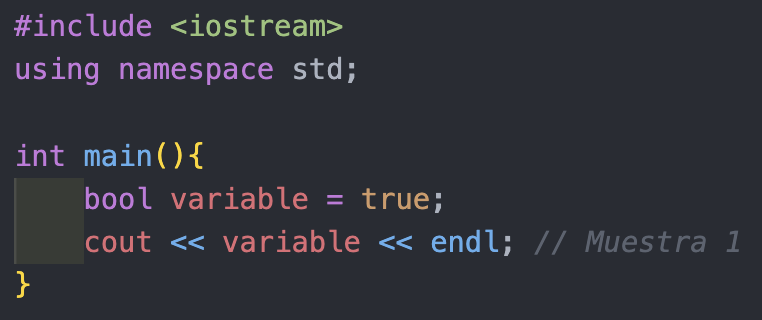 #include <iostream>
using namespace std;

int main(){
    bool variable = true;
    cout << variable << endl; // Muestra 1
}